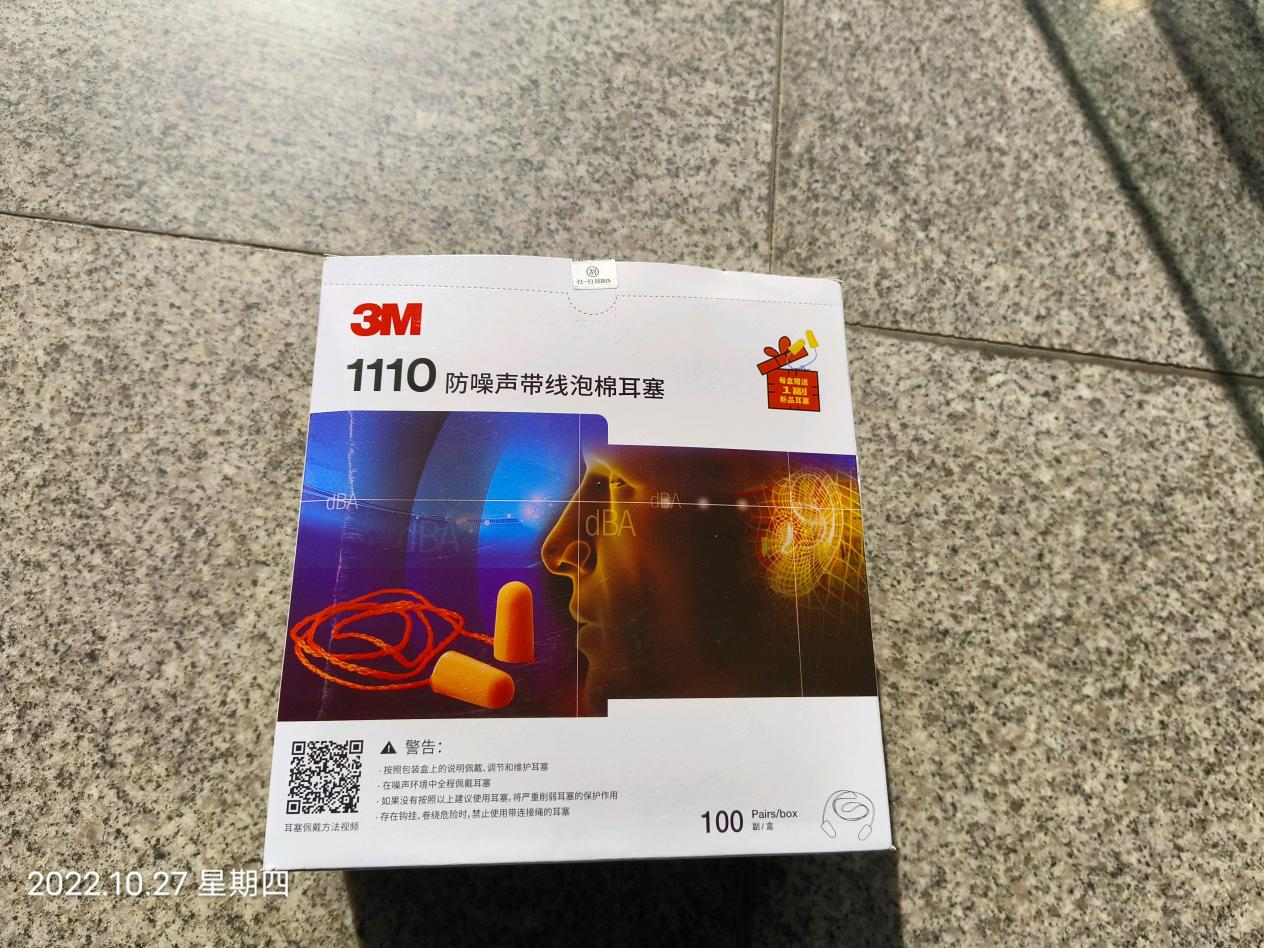 3M
1110 防噪声带线泡棉耳塞
每盒赠送
1副
新品耳塞
dBA
dBA
dBA
dBA
警告：
·按照包装盒上的说明佩戴、调节和维护耳塞
·在噪声环境中全程佩戴耳塞
·如果没有按照以上建议使用耳塞，将严重削弱耳塞的保护作用
·存在钩挂、卷绕危险时，禁止使用带连接绳的耳塞
耳塞佩戴方法视频
100 Pairs/box
副/盒
2022.10.27 星期四